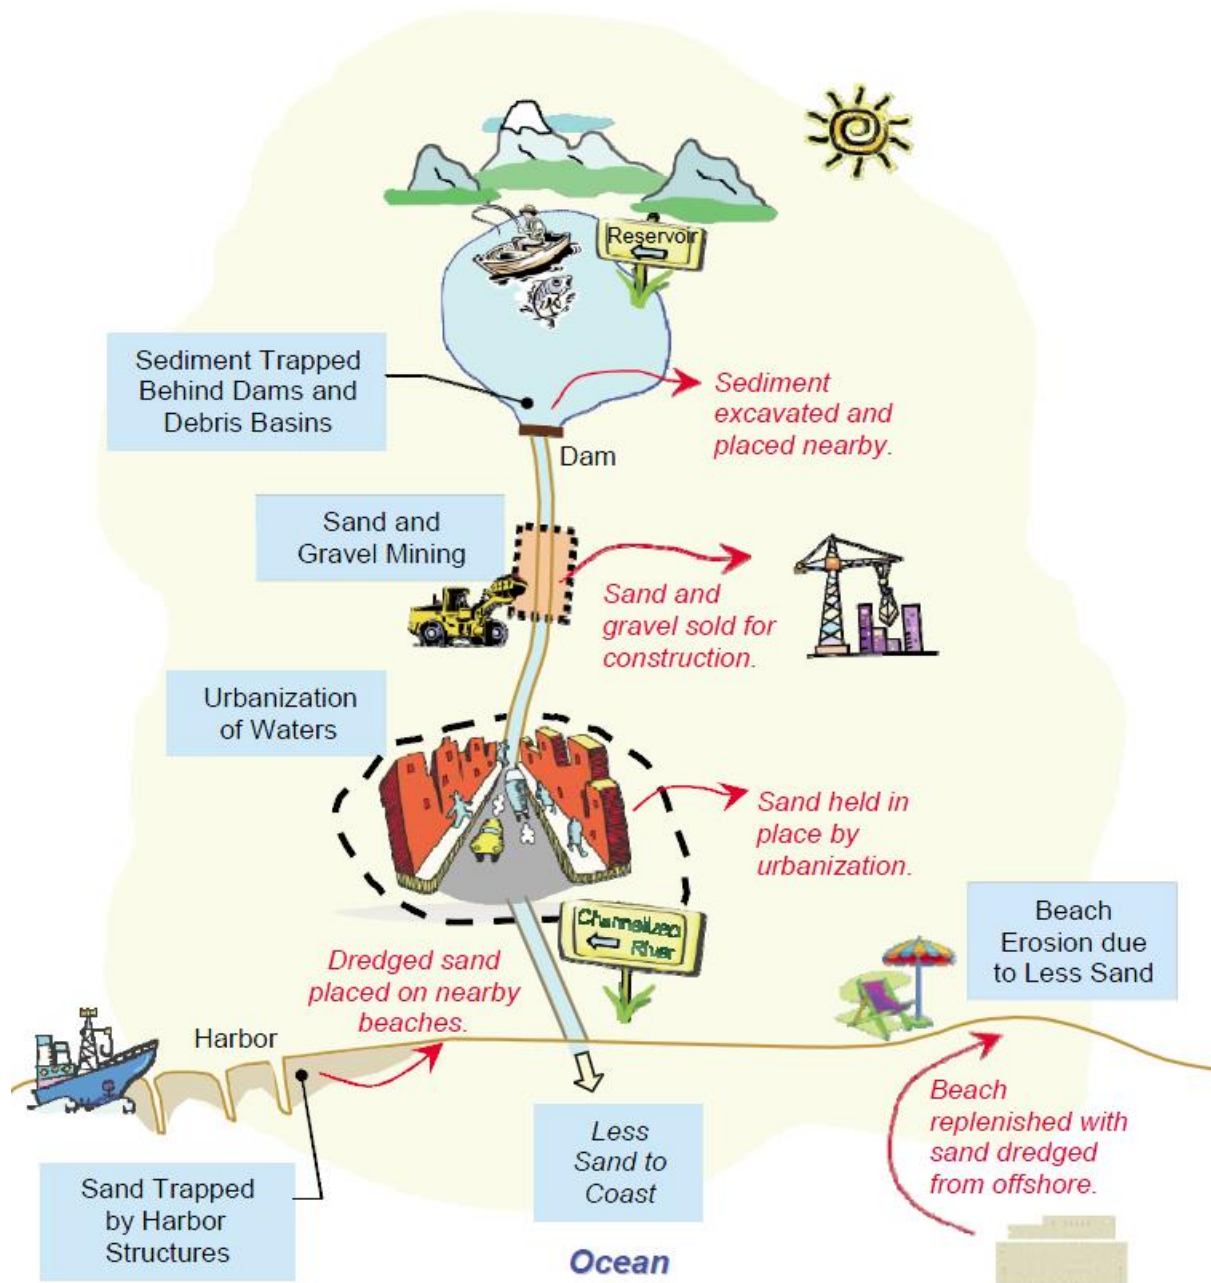 Reservoir
Sediment Trapped
Behind Dams and
Debris Basins
Sediment
excavated and
placed nearby.
Dam
Sand and
Gravel Mining
Sand and
gravel sold for
construction.
Urbanization
of Waters
Sand held in
place by
urbanization.
Channelized
River
Beach
Erosion due
to Less Sand
Dredged sand
placed on nearby
beaches.
Harbor
Beach
replenished with
sand dredged
from offshore.
Less
Sand to
Coast
Sand Trapped
by Harbor
Structures
Ocean